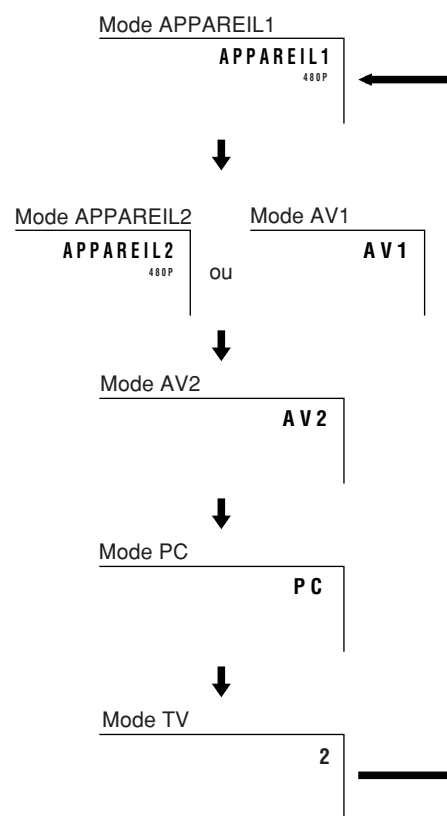 Mode APPAREIL1
APPAREIL1
480P
Mode APPAREIL2
APPAREIL2
480P
ou
Mode AV1
AV1
Mode AV2
AV2
Mode PC
PC
Mode TV
2